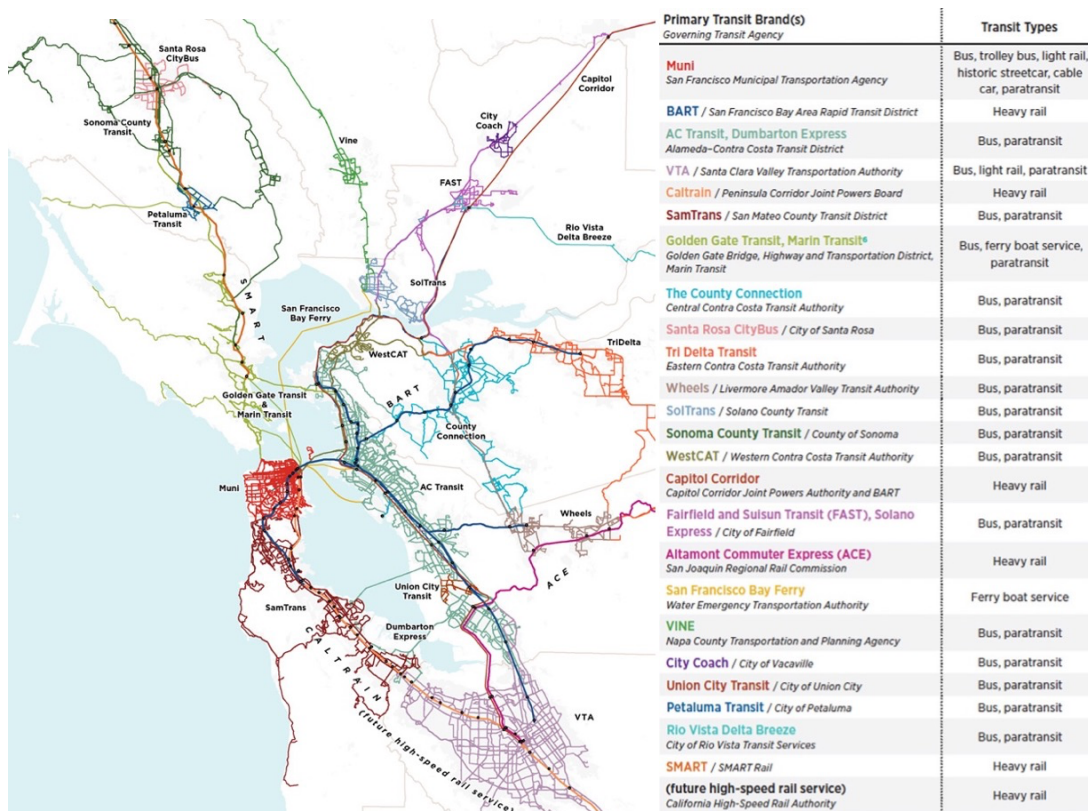 Santa Rosa
CityBus
Sonoma County
Transit
Vine
City
Coach
Capitol
Corridor
FAST
Petaluma
Transit
Rio Vista
Delta Breeze
SMART
SolTrans
San Francisco
Bay Ferry
WestCAT
TriDelta
BART
Golden Gate Transit
&
Marin Transit
County
Connection
Muni
AC Transit
Wheels
ACE
Union City
Transit
SamTrans
Dumbarton
Express
CALTRAIN
(future high-speed rail service)
VTA
Primary Transit Brand(s)
Governing Transit Agency
Transit Types
Muni
San Francisco Municipal Transportation Agency
Bus, trolley bus, light rail,
historic streetcar, cable
car, paratransit
BART / San Francisco Bay Area Rapid Transit District
Heavy rail
AC Transit, Dumbarton Express
Alameda–Contra Costa Transit District
Bus, paratransit
VTA / Santa Clara Valley Transportation Authority
Bus, light rail, paratransit
Caltrain / Peninsula Corridor Joint Powers Board
Heavy rail
SamTrans / San Mateo County Transit District
Bus, paratransit
Golden Gate Transit, Marin Transit⁶
Golden Gate Bridge, Highway and Transportation District,
Marin Transit
Bus, ferry boat service,
paratransit
The County Connection
Central Contra Costa Transit Authority
Bus, paratransit
Santa Rosa CityBus / City of Santa Rosa
Bus, paratransit
Tri Delta Transit
Eastern Contra Costa Transit Authority
Bus, paratransit
Wheels / Livermore Amador Valley Transit Authority
Bus, paratransit
SolTrans / Solano County Transit
Bus, paratransit
Sonoma County Transit / County of Sonoma
Bus, paratransit
WestCAT / Western Contra Costa Transit Authority
Bus, paratransit
Capitol Corridor
Capitol Corridor Joint Powers Authority and BART
Heavy rail
Fairfield and Suisun Transit (FAST), Solano
Express / City of Fairfield
Bus, paratransit
Altamont Commuter Express (ACE)
San Joaquin Regional Rail Commission
Heavy rail
San Francisco Bay Ferry
Water Emergency Transportation Authority
Ferry boat service
VINE
Napa County Transportation and Planning Agency
Bus, paratransit
City Coach / City of Vacaville
Bus, paratransit
Union City Transit / City of Union City
Bus, paratransit
Petaluma Transit / City of Petaluma
Bus, paratransit
Rio Vista Delta Breeze
City of Rio Vista Transit Services
Bus, paratransit
SMART / SMART Rail
Heavy rail
(future high-speed rail service)
California High-Speed Rail Authority
Heavy rail